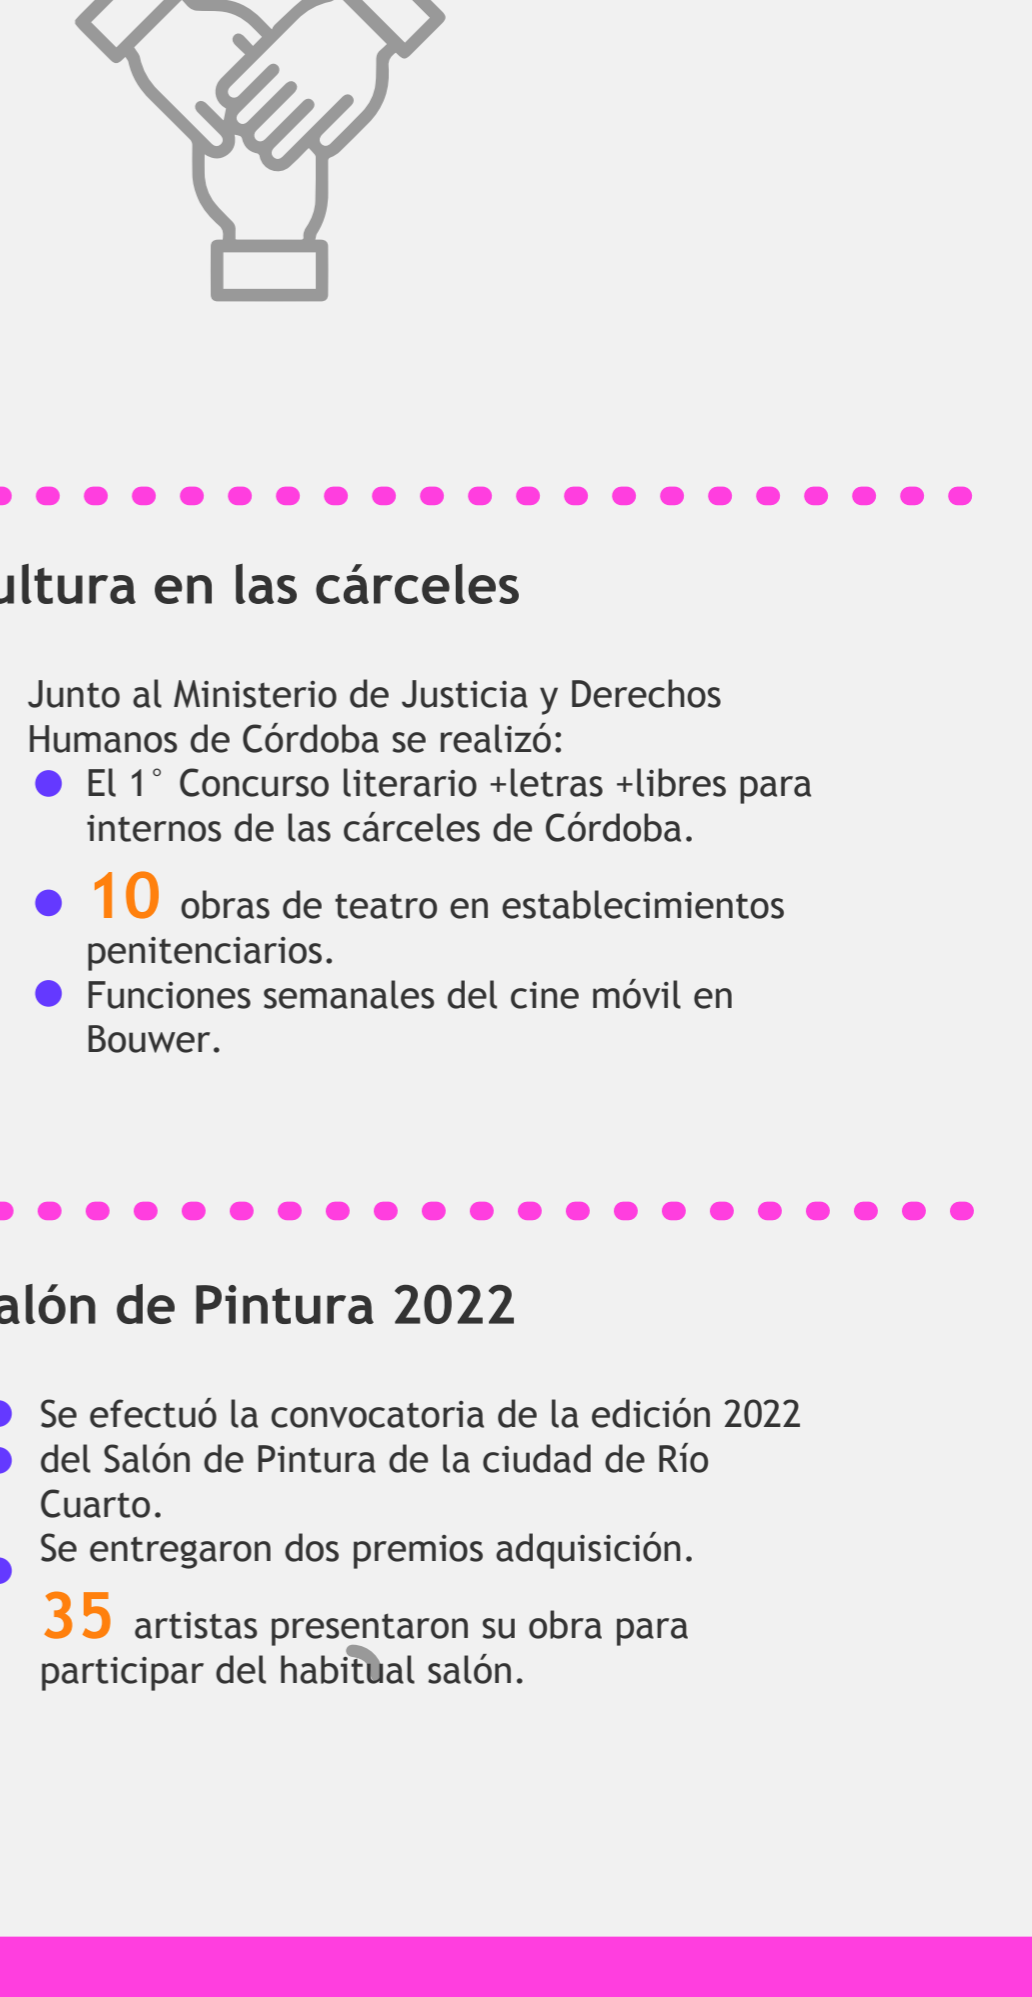 ultura en las cárceles
Junto al Ministerio de Justicia y Derechos
Humanos de Córdoba se realizó:
El 1° Concurso literario +letras +libres para
internos de las cárceles de Córdoba.
10 obras de teatro en establecimientos
penitenciarios.
Funciones semanales del cine móvil en
Bouwer.
alón de Pintura 2022
Se efectuó la convocatoria de la edición 2022
del Salón de Pintura de la ciudad de Río
Cuarto.
Se entregaron dos premios adquisición.
35 artistas presentaron su obra para
participar del habitual salón.